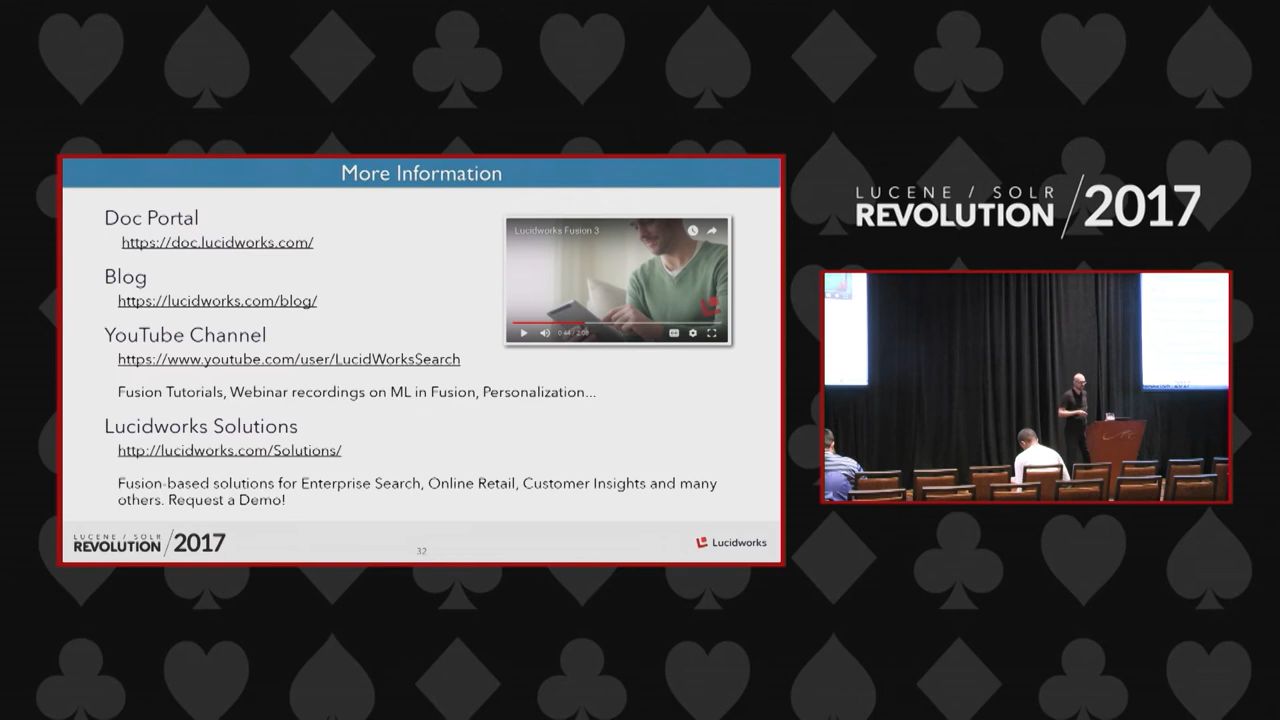 More Information
Doc Portal
https://doc.lucidworks.com/
Blog
https://lucidworks.com/blog/
YouTube Channel
https://www.youtube.com/user/LucidWorksSearch
Fusion Tutorials, Webinar recordings on ML in Fusion, Personalization...
Lucidworks Solutions
http://lucidworks.com/Solutions/
Fusion-based solutions for Enterprise Search, Online Retail, Customer Insights and many
others. Request a Demo!
Lucidworks Fusion 3
0:44 / 2:08
LUCENE / SOLR
REVOLUTION / 2017
32
Lucidworks
LUCENE / SOLR
REVOLUTION / 2017